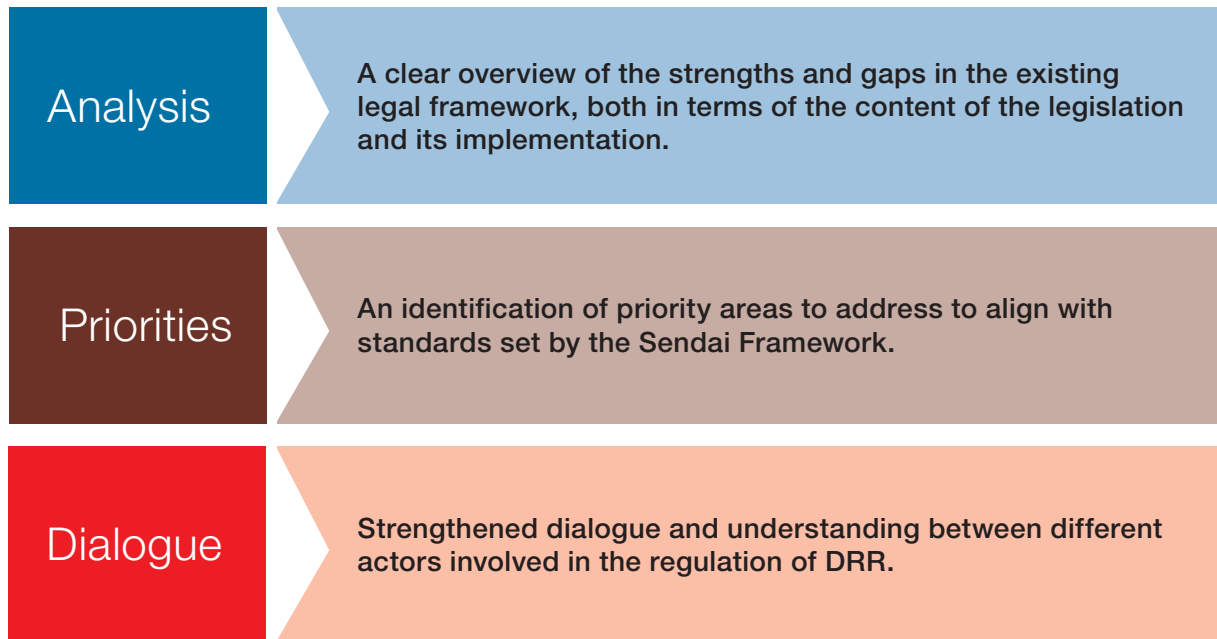 Analysis
A clear overview of the strengths and gaps in the existing
legal framework, both in terms of the content of the legislation
and its implementation.
Priorities
An identification of priority areas to address to align with
standards set by the Sendai Framework.
Dialogue
Strengthened dialogue and understanding between different
actors involved in the regulation of DRR.